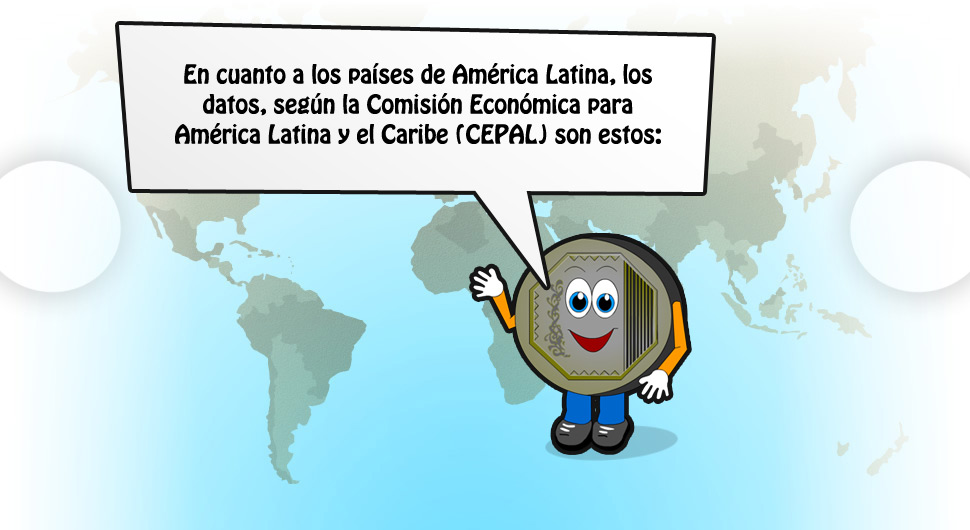 En cuanto a los países de América Latina, los
datos, según la Comisión Económica para
América Latina y el Caribe (CEPAL) son estos: